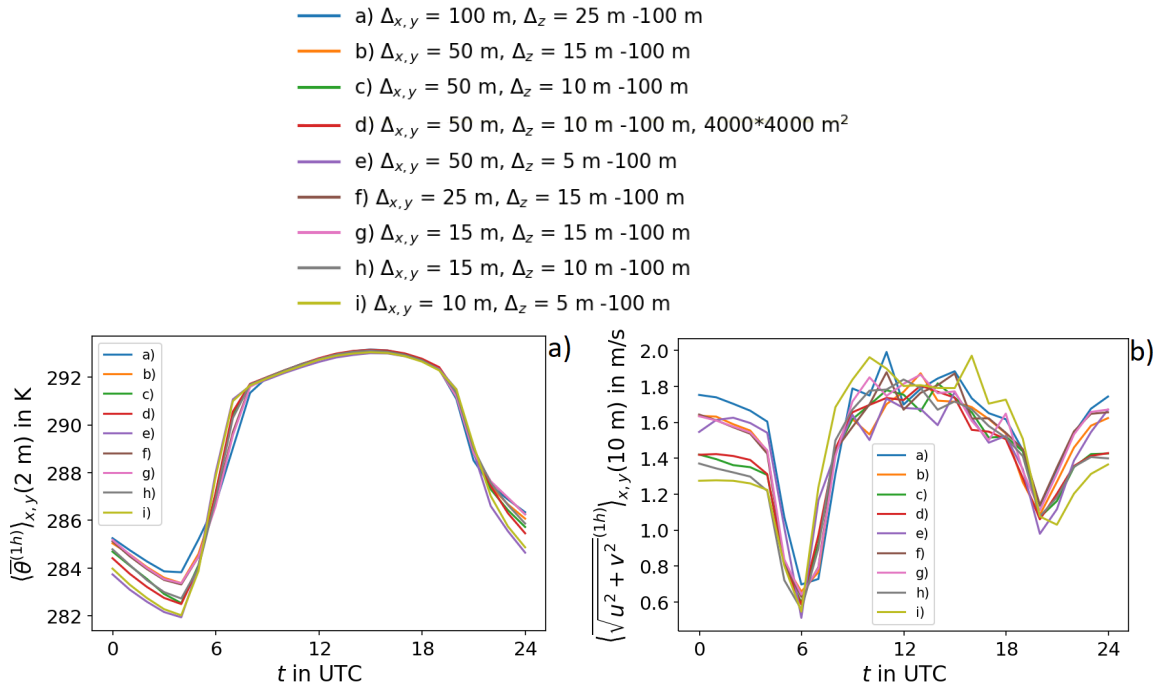 a) Δx,y = 100 m, Δz = 25 m -100 m
b) Δx,y = 50 m, Δz = 15 m -100 m
c) Δx,y = 50 m, Δz = 10 m -100 m
d) Δx,y = 50 m, Δz = 10 m -100 m, 4000*4000 m²
e) Δx,y = 50 m, Δz = 5 m -100 m
f) Δx,y = 25 m, Δz = 15 m -100 m
g) Δx,y = 15 m, Δz = 15 m -100 m
h) Δx,y = 15 m, Δz = 10 m -100 m
i) Δx,y = 10 m, Δz = 5 m -100 m
a)
⟨θ̅^(1h)⟩x,y(2 m) in K
292
290
288
286
284
282
a)
b)
c)
d)
e)
f)
g)
h)
i)
0
6
12
18
24
t in UTC
b)
⟨√(u² + v²)^(1h)⟩x,y(10 m) in m/s
2.0
1.8
1.6
1.4
1.2
1.0
0.8
0.6
a)
b)
c)
d)
e)
f)
g)
h)
i)
0
6
12
18
24
t in UTC